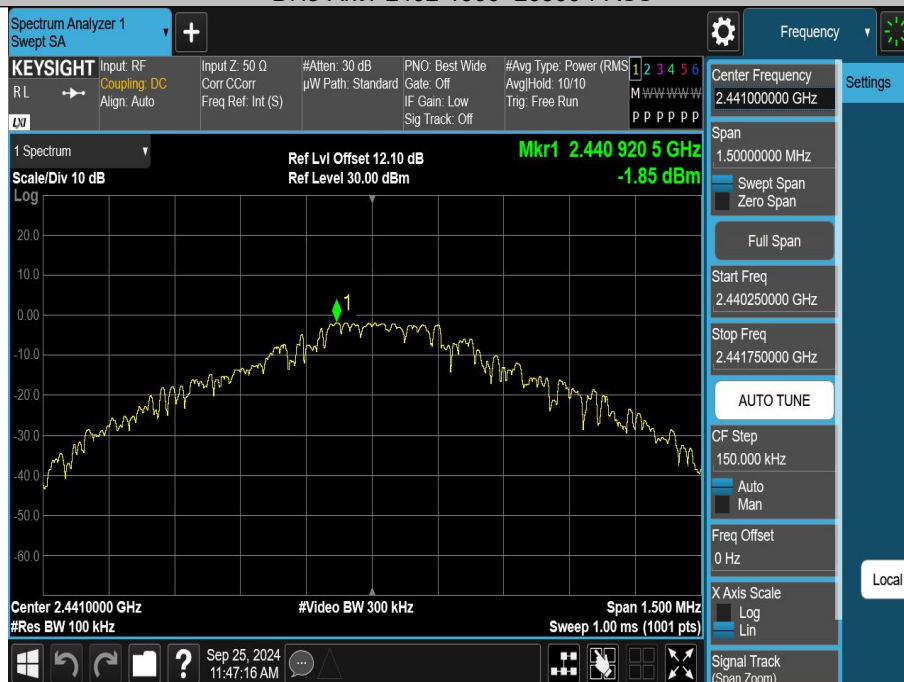 Spectrum Analyzer 1
Swept SA
Frequency
KEYSIGHT
RL
LXI
Input: RF
Coupling: DC
Align: Auto
Input Z: 50 Ω
Corr CCorr
Freq Ref: Int (S)
#Atten: 30 dB
µW Path: Standard
PNO: Best Wide
Gate: Off
IF Gain: Low
Sig Track: Off
#Avg Type: Power (RMS
Avg|Hold: 10/10
Trig: Free Run
1 2 3 4 5 6
M W W W W W
P P P P P P
1 Spectrum
Scale/Div 10 dB
Log
Ref Lvl Offset 12.10 dB
Ref Level 30.00 dBm
Mkr1 2.440 920 5 GHz
-1.85 dBm
20.0
10.0
0.00
-10.0
-20.0
-30.0
-40.0
-50.0
-60.0
1
Center 2.4410000 GHz
#Res BW 100 kHz
#Video BW 300 kHz
Span 1.500 MHz
Sweep 1.00 ms (1001 pts)
Sep 25, 2024
11:47:16 AM
Center Frequency
2.441000000 GHz
Settings
Span
1.50000000 MHz
Swept Span
Zero Span
Full Span
Start Freq
2.440250000 GHz
Stop Freq
2.441750000 GHz
AUTO TUNE
CF Step
150.000 kHz
Auto
Man
Freq Offset
0 Hz
Local
X Axis Scale
Log
Lin
Signal Track
(Span Zoom)